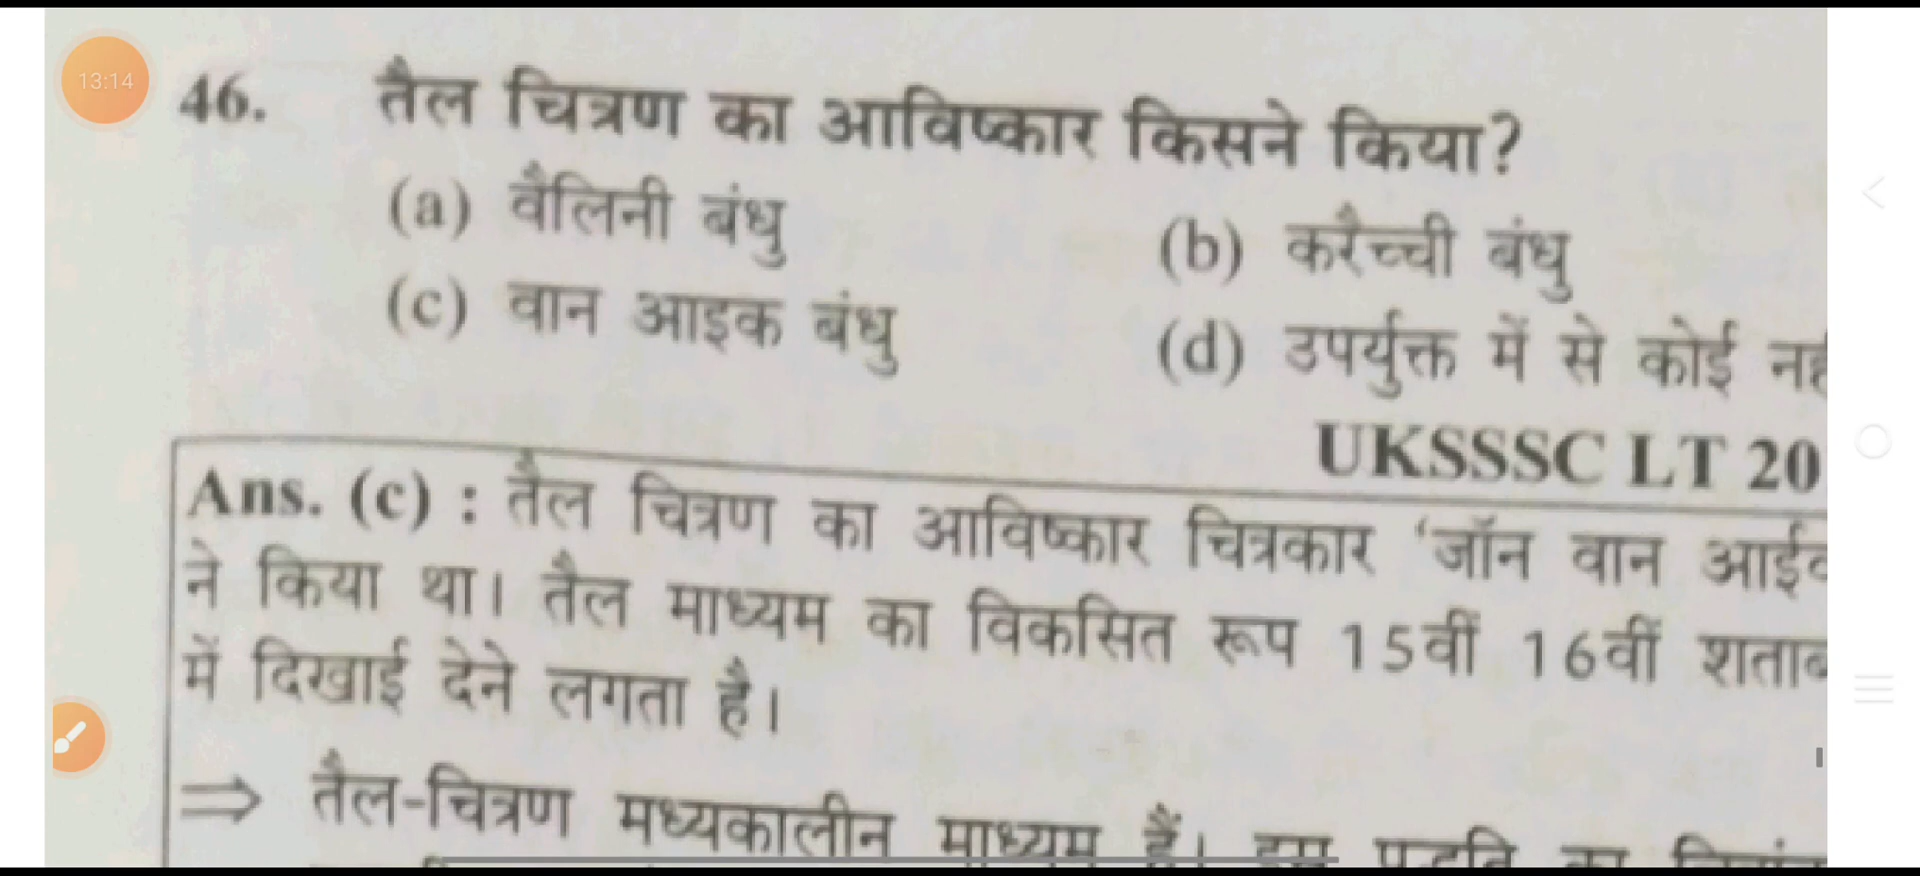 13:14
46. तैल चित्रण का आविष्कार किसने किया?
(a) वैलिनी बंधु (b) करैच्ची बंधु
(c) वान आइक बंधु (d) उपर्युक्त में से कोई
UKSSSC LT 20
Ans. (c) : तैल चित्रण का आविष्कार चित्रकार ‘जॉन वान
ने किया था। तैल माध्यम का विकसित रूप 15वीं 16वीं
में दिखाई देने लगता है।
⇒ तैल-चित्रण मध्यकालीन माध्यम हैं।